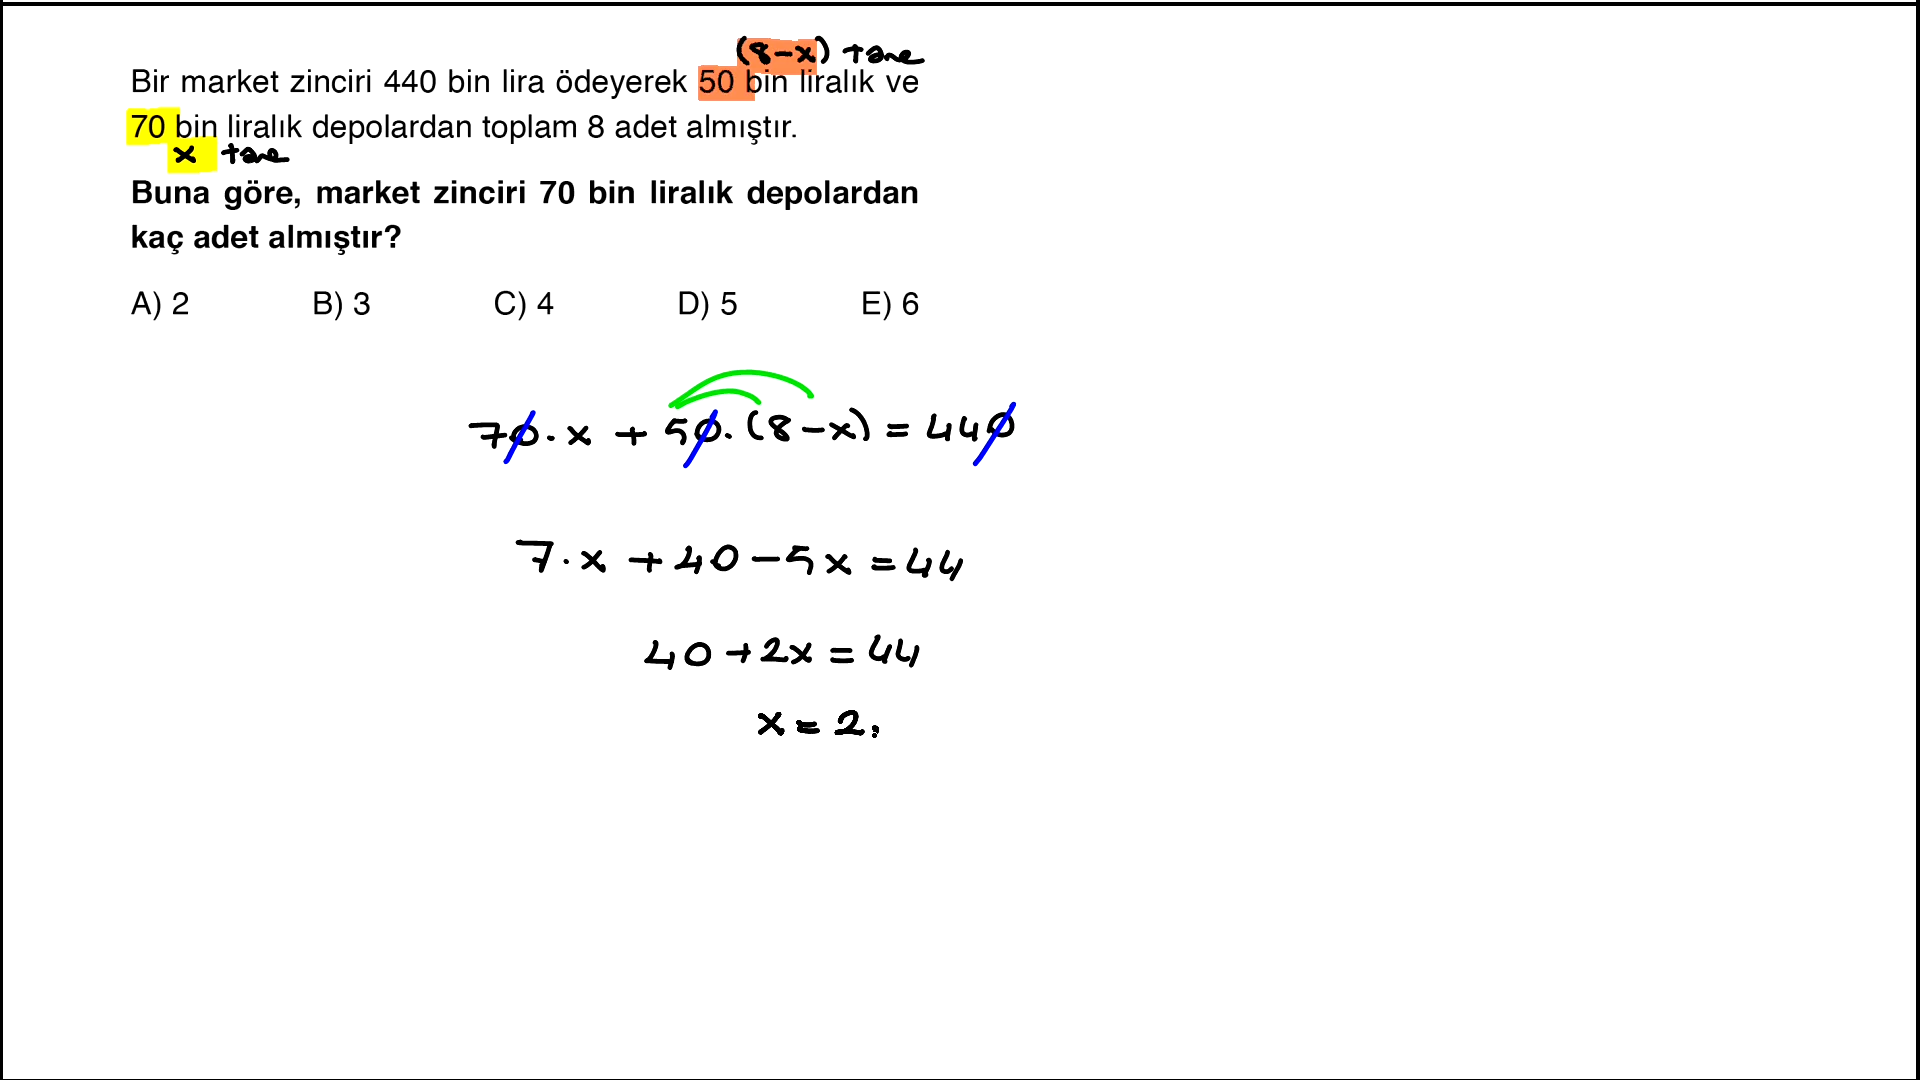 (8-x) tane
Bir market zinciri 440 bin lira ödeyerek 50 bin liralık ve
70 bin liralık depolardan toplam 8 adet almıştır.
x tane
Buna göre, market zinciri 70 bin liralık depolardan
kaç adet almıştır?
A) 2 B) 3 C) 4 D) 5 E) 6
70.x + 50.(8-x) = 440
7.x + 40 - 5x = 44
40 + 2x = 44
x = 2